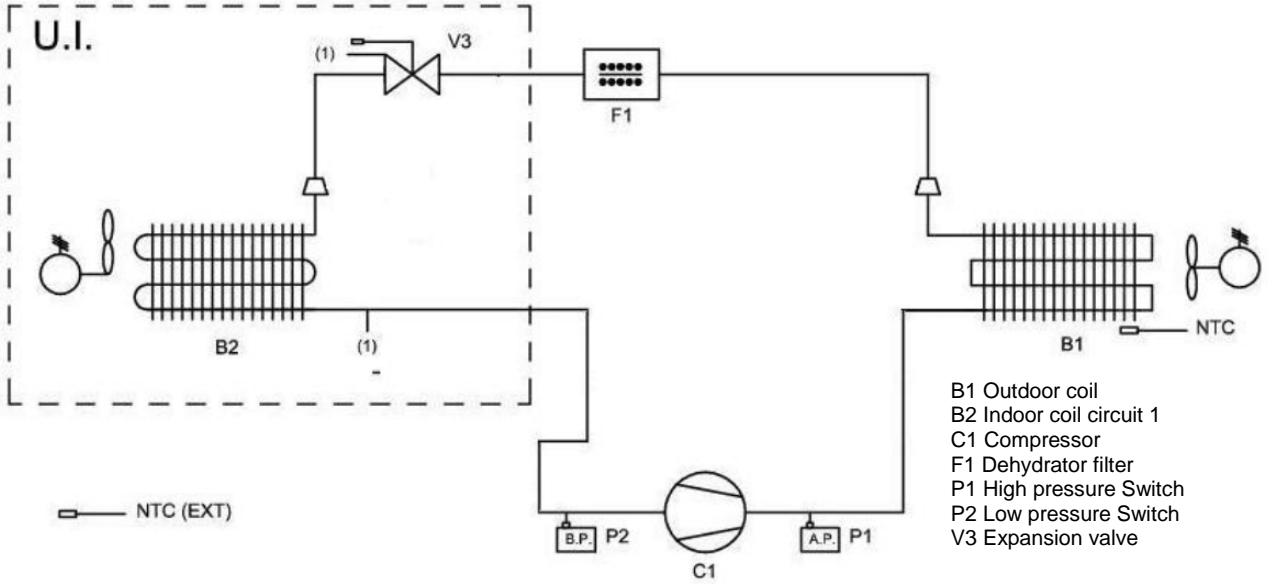 U.I.
(1)
V3
F1
B2
(1)
B1
NTC
NTC (EXT)
B.P.
P2
C1
A.P.
P1
B1 Outdoor coil
B2 Indoor coil circuit 1
C1 Compressor
F1 Dehydrator filter
P1 High pressure Switch
P2 Low pressure Switch
V3 Expansion valve